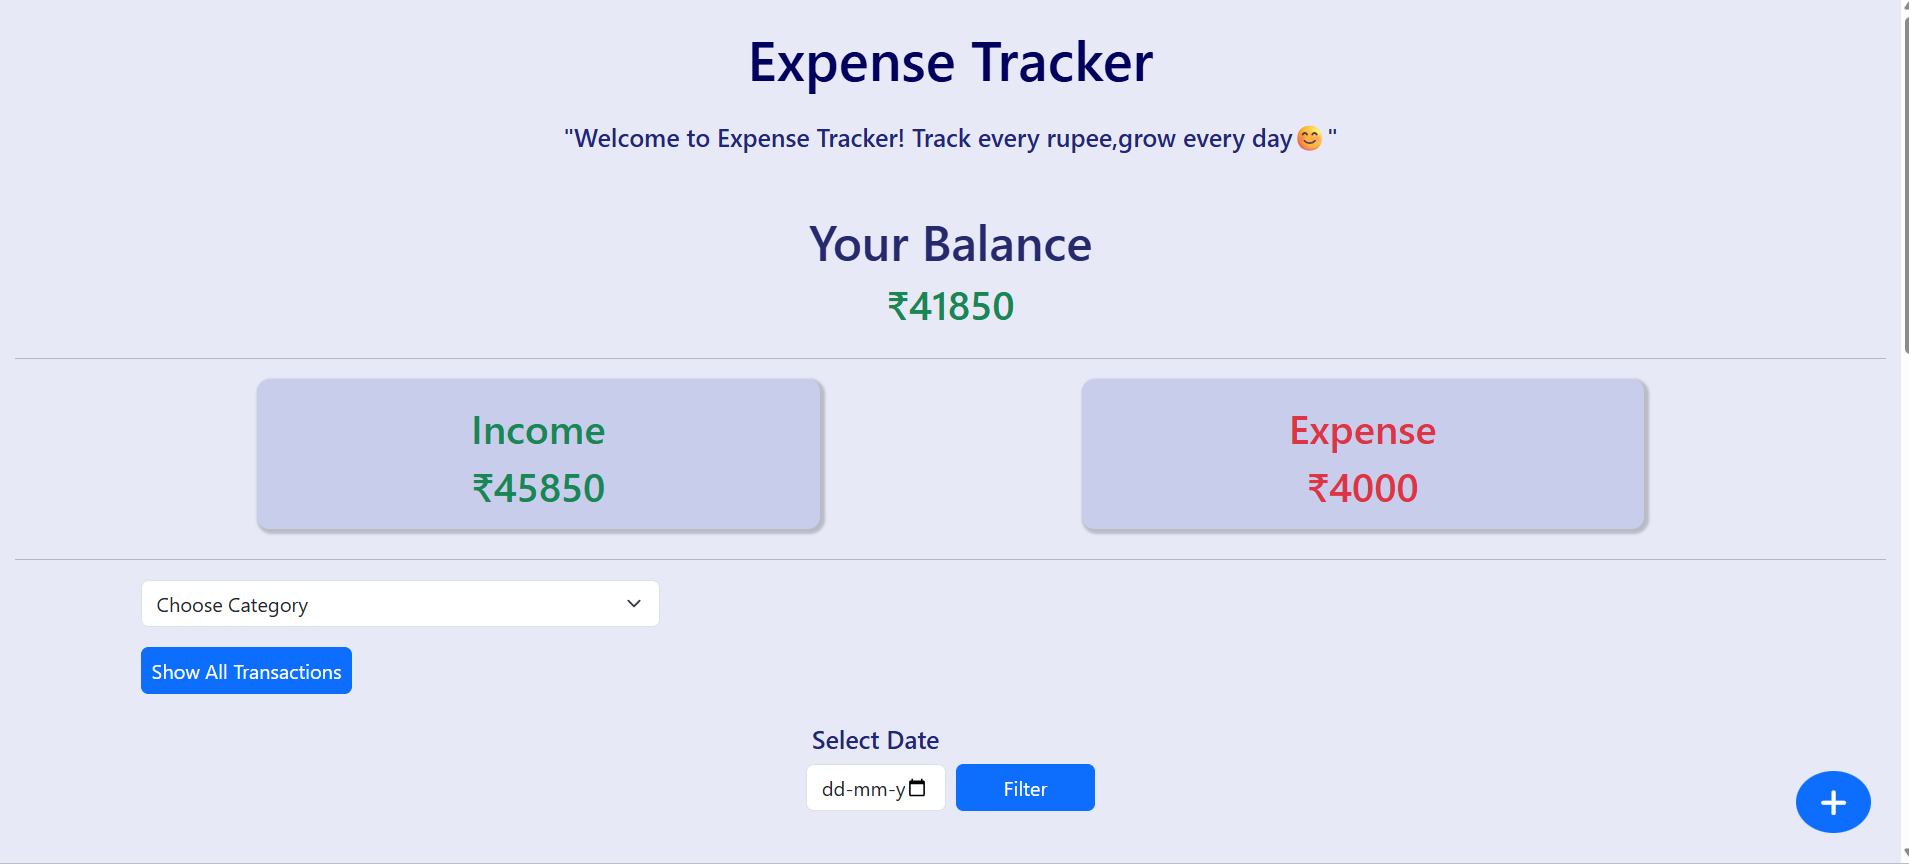 Expense Tracker
"Welcome to Expense Tracker! Track every rupee,grow every day😊 "
Your Balance
₹41850
Income
₹45850
Expense
₹4000
Choose Category
Show All Transactions
Select Date
dd-mm-y
Filter
+